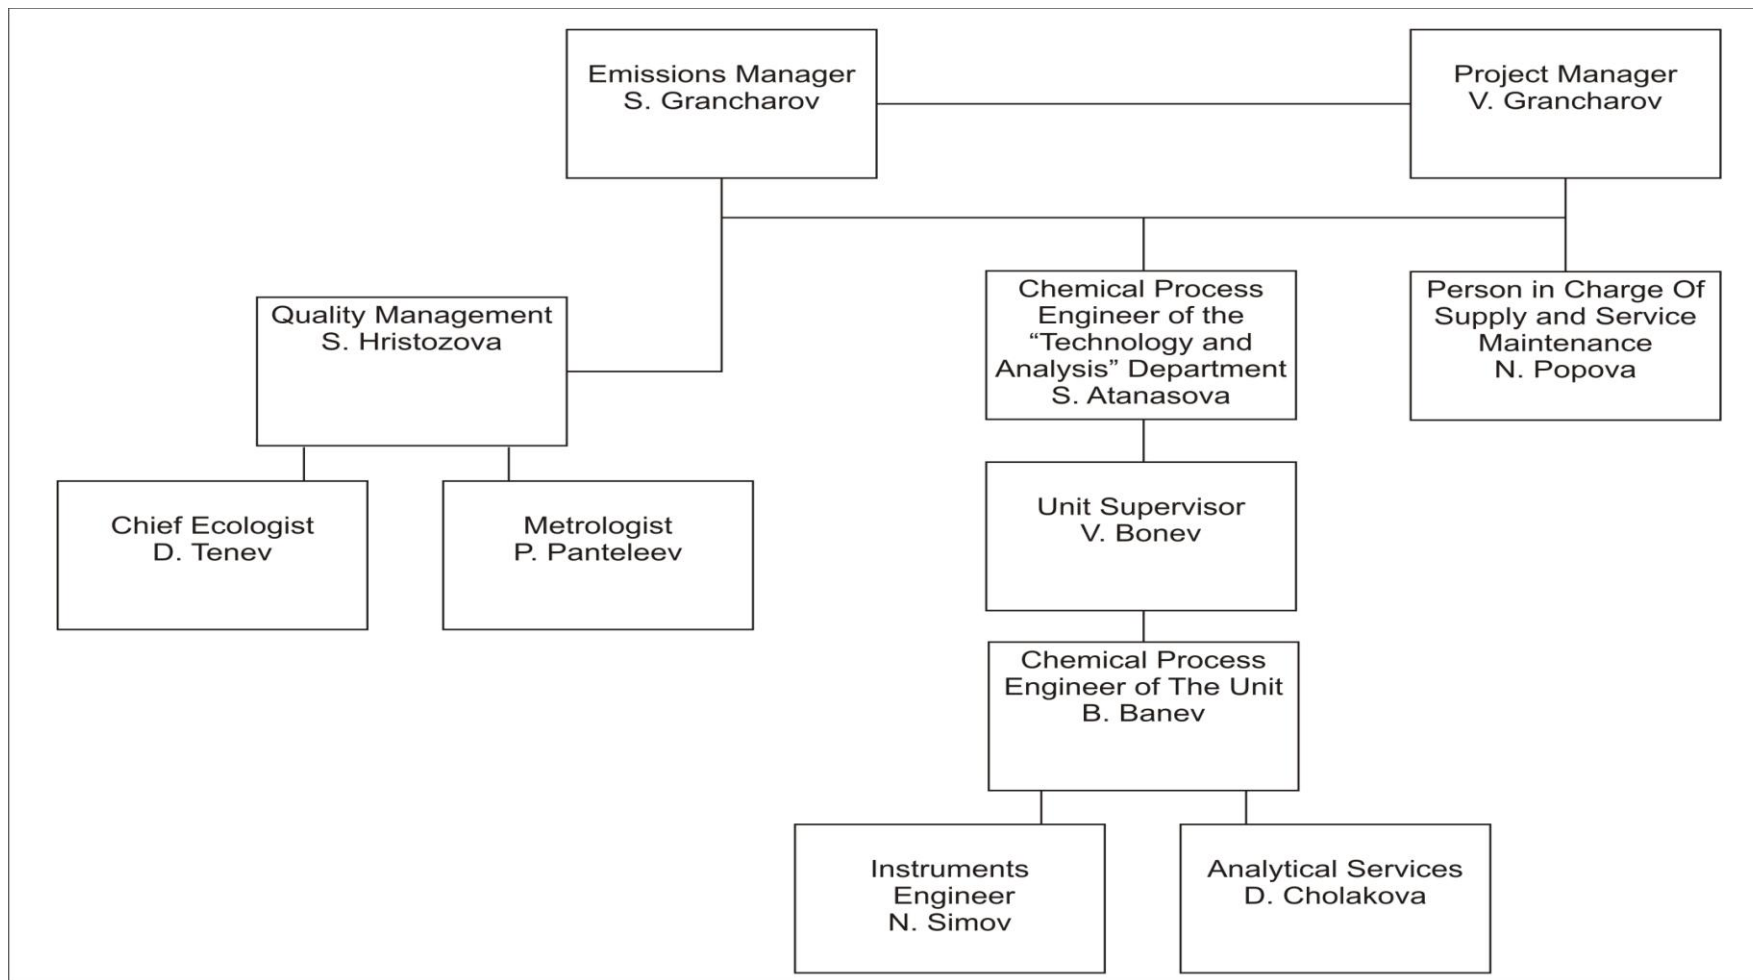 Emissions Manager
S. Grancharov
Project Manager
V. Grancharov
Quality Management
S. Hristozova
Chemical Process
Engineer of the
“Technology and
Analysis” Department
S. Atanasova
Person in Charge Of
Supply and Service
Maintenance
N. Popova
Chief Ecologist
D. Tenev
Metrologist
P. Panteleev
Unit Supervisor
V. Bonev
Chemical Process
Engineer of The Unit
B. Banev
Instruments
Engineer
N. Simov
Analytical Services
D. Cholakova